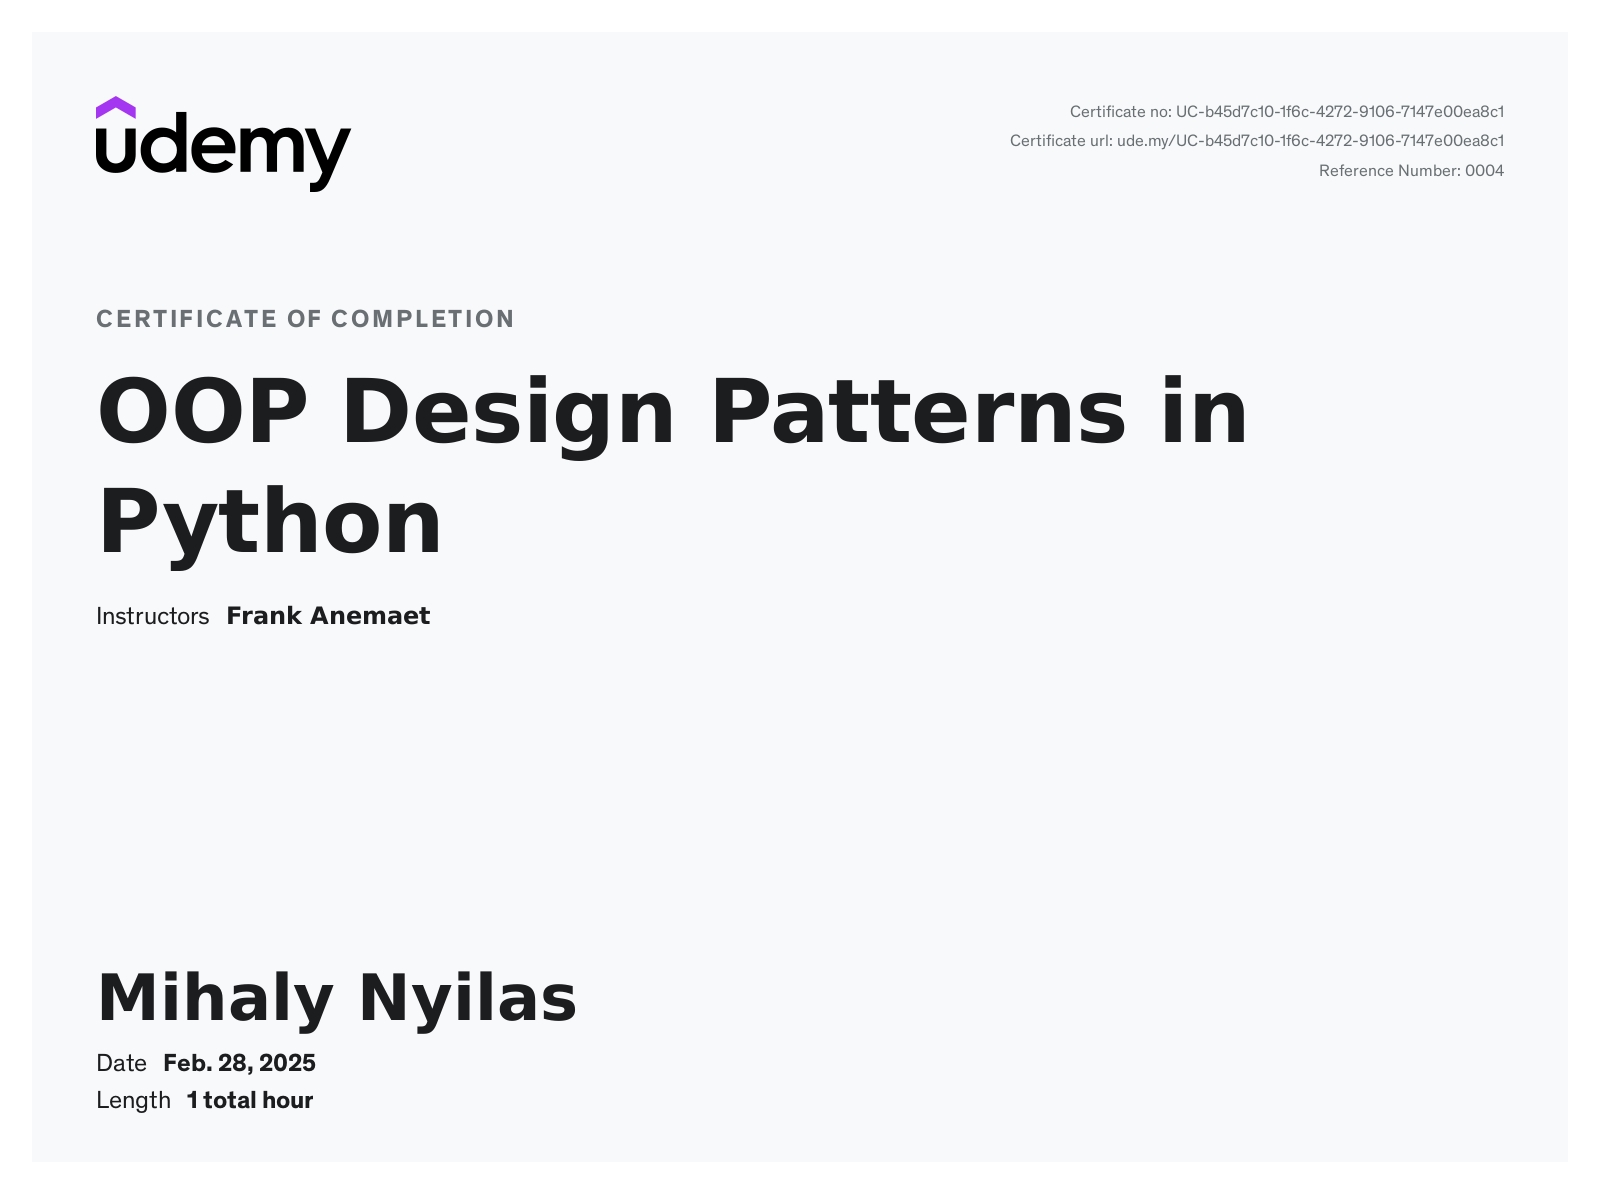 udemy
Certificate no: UC-b45d7c10-1f6c-4272-9106-7147e00ea8c1
Certificate url: ude.my/UC-b45d7c10-1f6c-4272-9106-7147e00ea8c1
Reference Number: 0004
CERTIFICATE OF COMPLETION
OOP Design Patterns in
Python
Instructors Frank Anemaet
Mihaly Nyilas
Date Feb. 28, 2025
Length 1 total hour